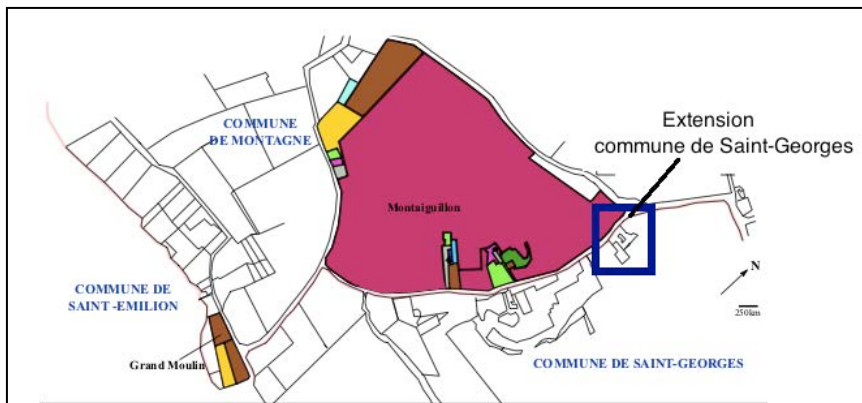 Extension
commune de Saint-Georges
COMMUNE
DE MONTAGNE
Montaiguillon
N
250km
COMMUNE DE
SAINT -EMILION
Grand Moulin
COMMUNE DE SAINT-GEORGES